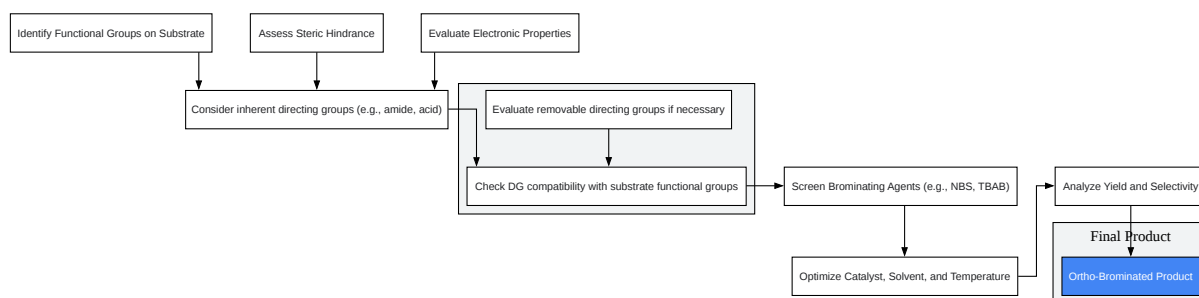 Identify Functional Groups on Substrate
Assess Steric Hindrance
Evaluate Electronic Properties
Consider inherent directing groups (e.g., amide, acid)
Evaluate removable directing groups if necessary
Check DG compatibility with substrate functional groups
Screen Brominating Agents (e.g., NBS, TBAB)
Analyze Yield and Selectivity
Final Product
Optimize Catalyst, Solvent, and Temperature
Ortho-Brominated Product